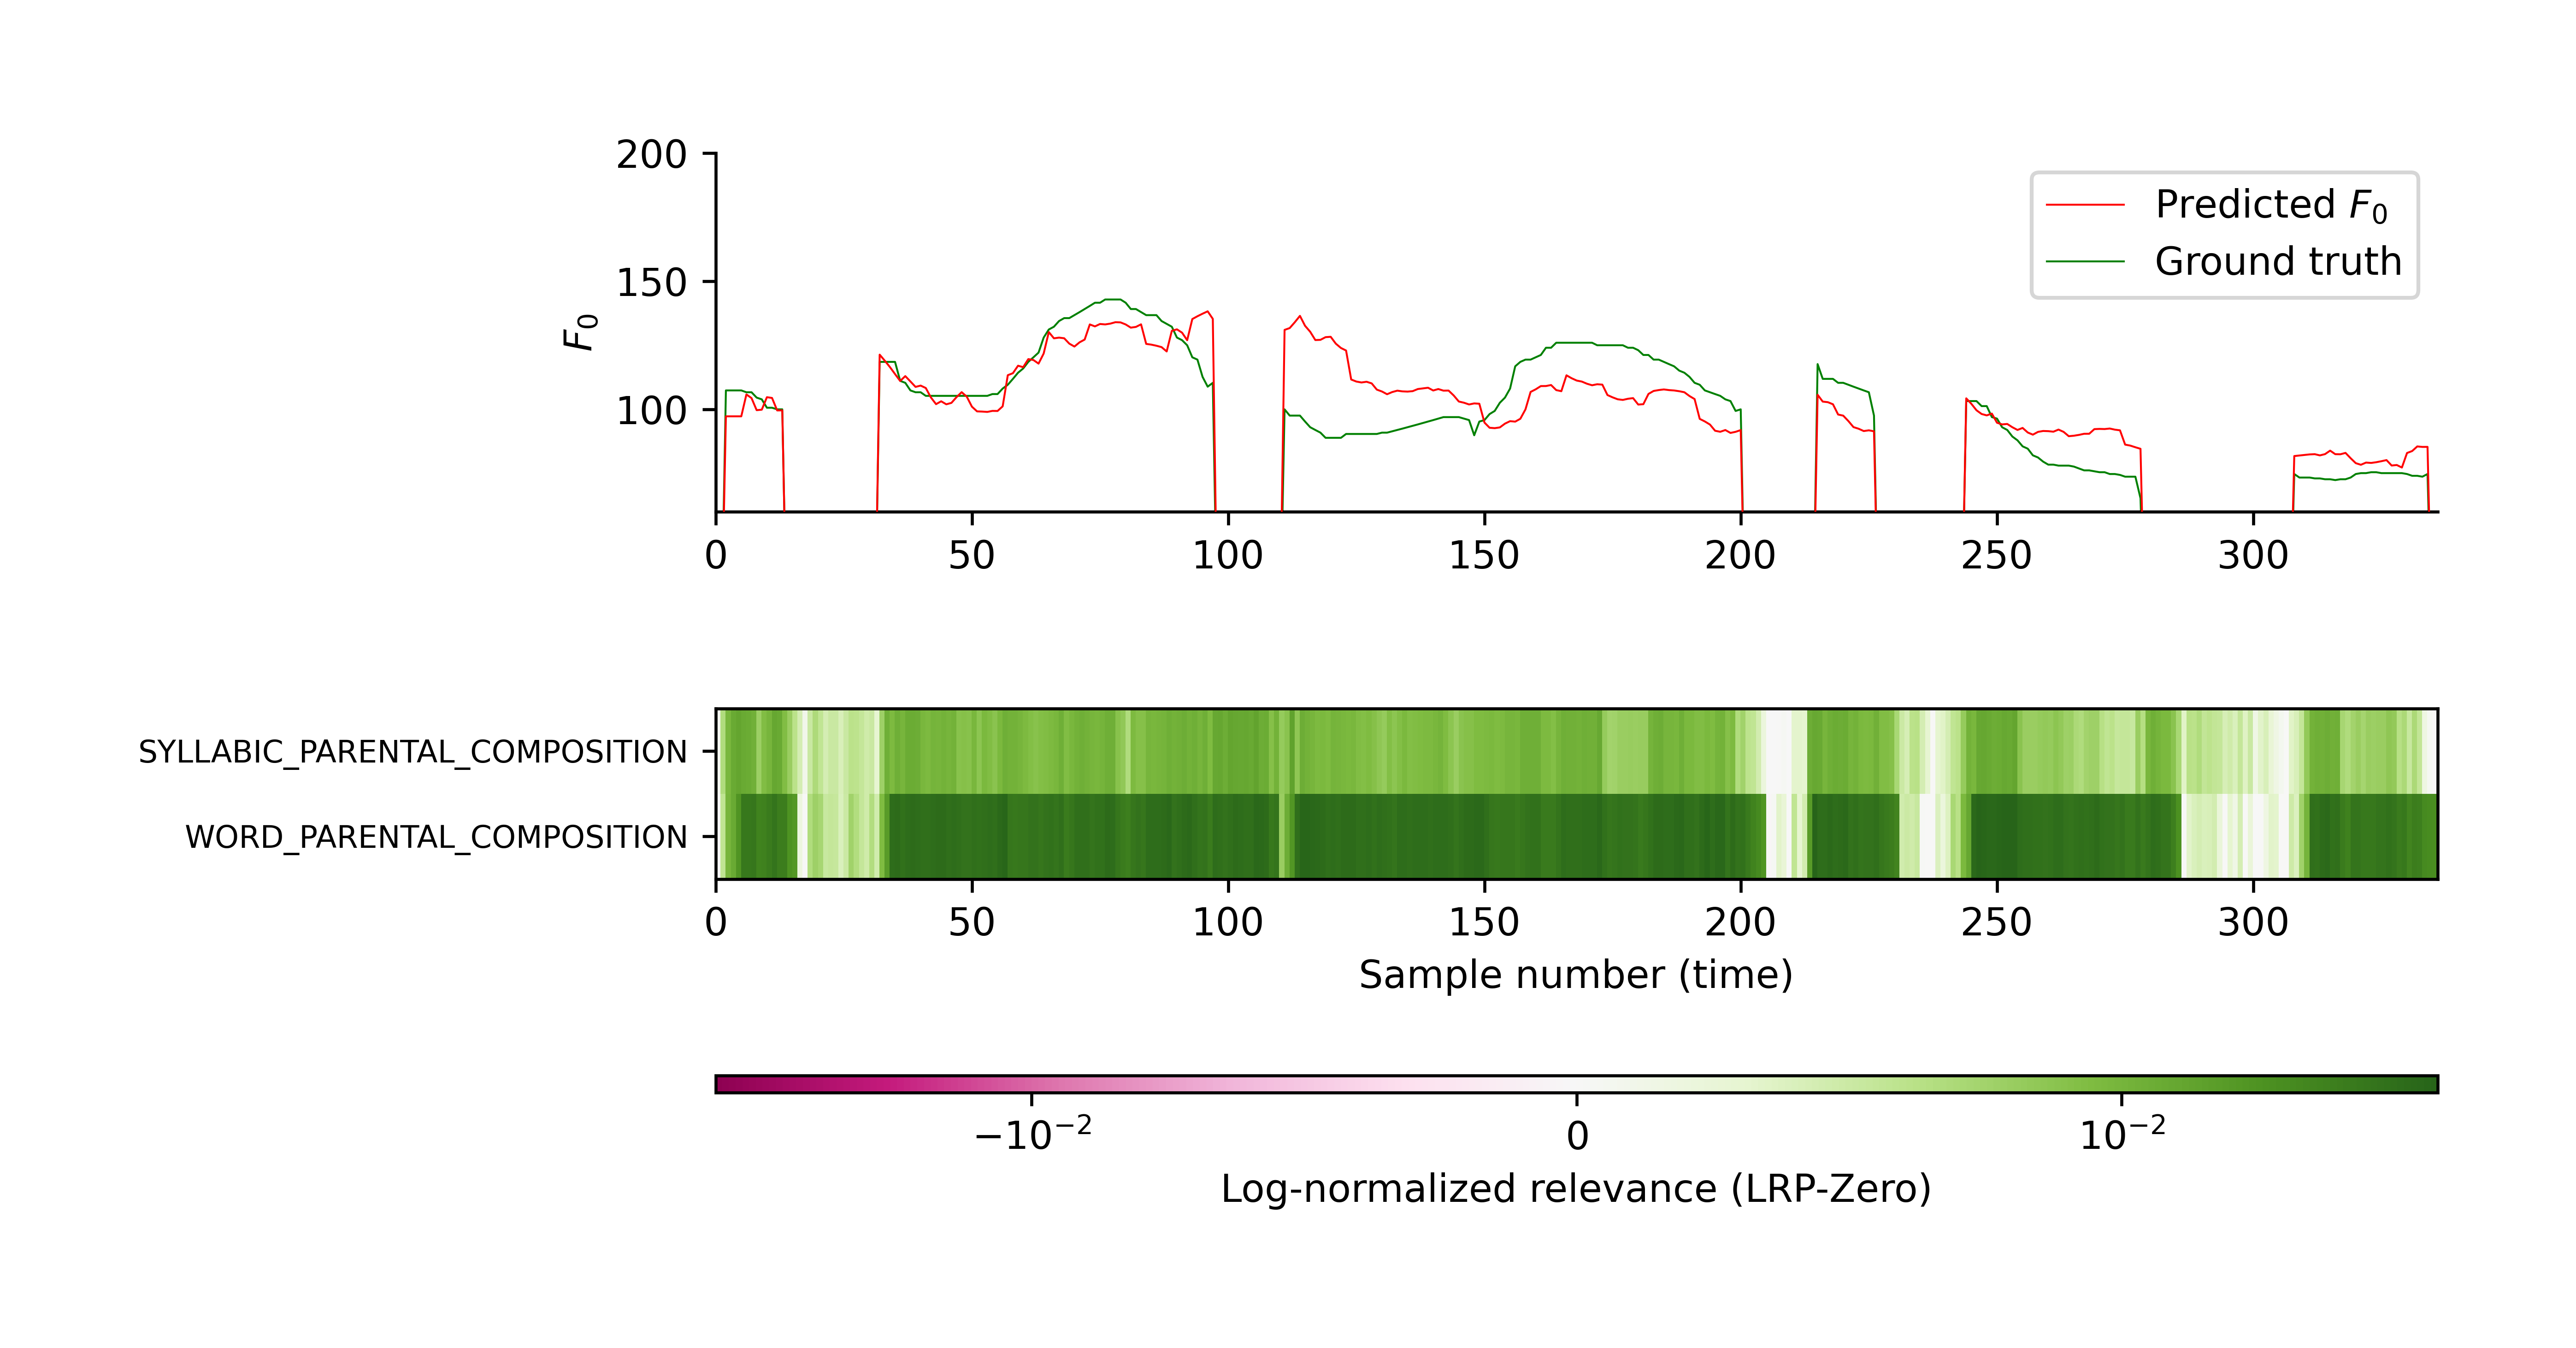 200
150
100
F₀
Predicted F₀
Ground truth
0 50 100 150 200 250 300
SYLLABIC_PARENTAL_COMPOSITION
WORD_PARENTAL_COMPOSITION
0 50 100 150 200 250 300
Sample number (time)
−10⁻² 0 10⁻²
Log-normalized relevance (LRP-Zero)